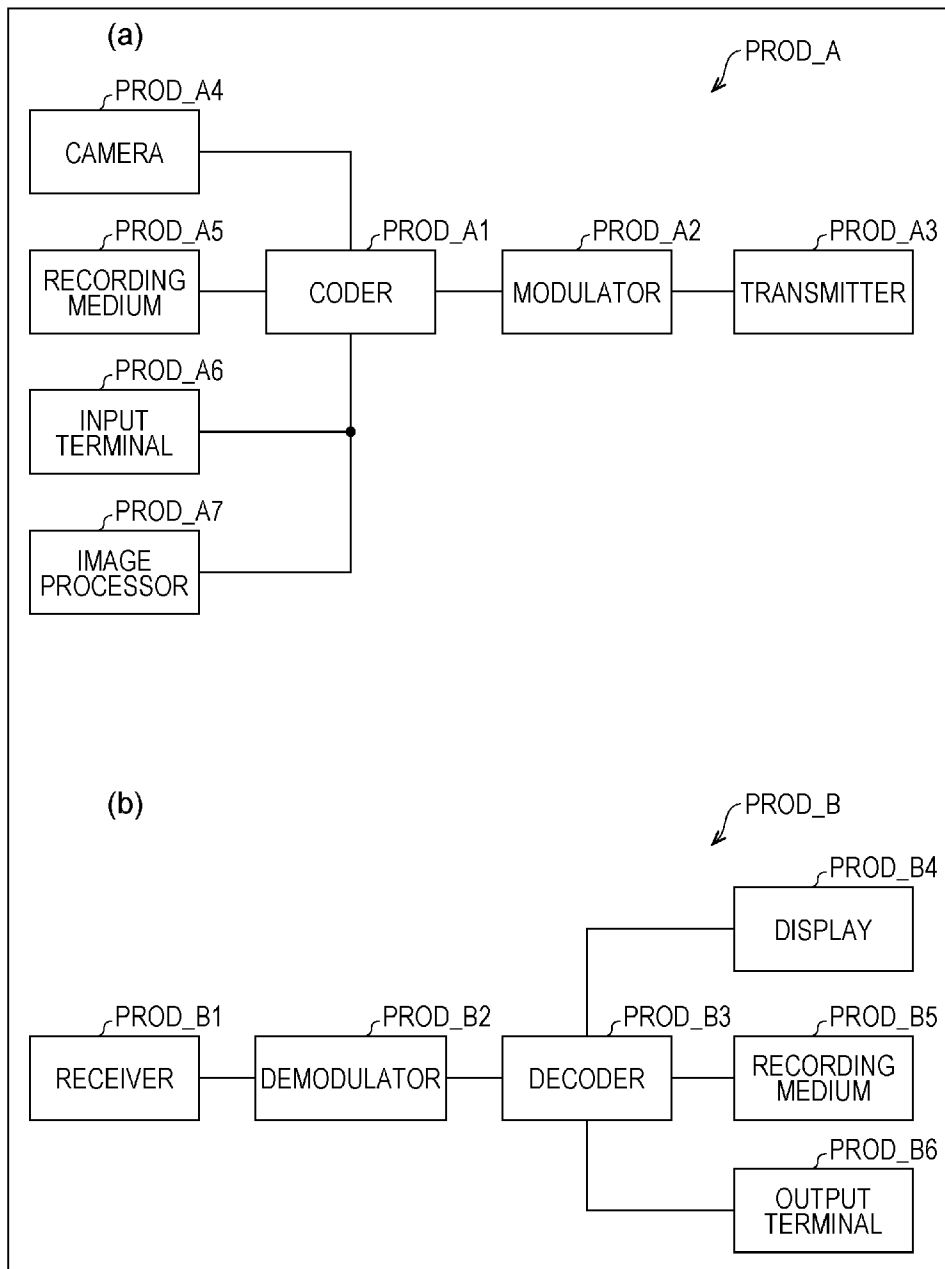 (a)
PROD_A
PROD_A4
CAMERA
PROD_A5
RECORDING
MEDIUM
PROD_A1
CODER
PROD_A2
MODULATOR
PROD_A3
TRANSMITTER
PROD_A6
INPUT
TERMINAL
PROD_A7
IMAGE
PROCESSOR
(b)
PROD_B
PROD_B4
DISPLAY
PROD_B1
RECEIVER
PROD_B2
DEMODULATOR
PROD_B3
DECODER
PROD_B5
RECORDING
MEDIUM
PROD_B6
OUTPUT
TERMINAL